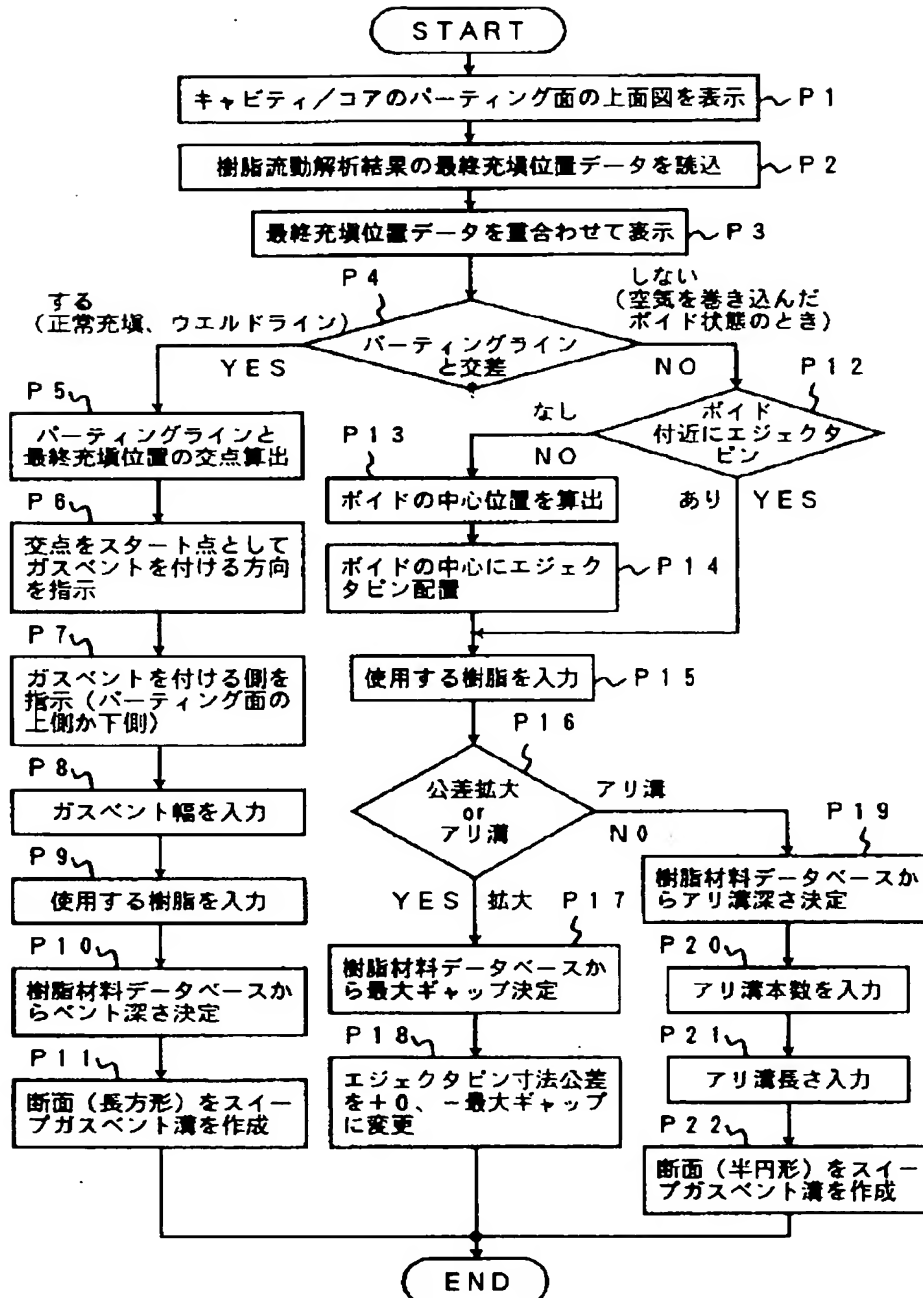 START
キャビティ／コアのパーティング面の上面図を表示
P1
樹脂流動解析結果の最終充填位置データを読込
P2
最終充填位置データを重合わせて表示
P3
P4
する
（正常充填、ウエルドライン）
しない
（空気を巻き込んだ
ボイド状態のとき）
パーティングライン
と交差
YES
NO
P5
パーティングラインと
最終充填位置の交点算出
P6
交点をスタート点として
ガスベントを付ける方向
を指示
P7
ガスベントを付ける側を
指示（パーティング面の
上側か下側）
P8
ガスベント幅を入力
P9
使用する樹脂を入力
P10
樹脂材料データベースか
らベント深さ決定
P11
断面（長方形）をスイー
プガスベント溝を作成
P12
ボイド
付近にエジェクタ
ピン
なし
NO
あり
YES
P13
ボイドの中心位置を算出
ボイドの中心にエジェク
タピン配置
P14
使用する樹脂を入力
P15
P16
公差拡大
or
アリ溝
アリ溝
NO
YES
拡大
P17
樹脂材料データベースか
ら最大ギャップ決定
P18
エジェクタピン寸法公差
を＋0、－最大ギャップ
に変更
P19
樹脂材料データベースか
らアリ溝深さ決定
P20
アリ溝本数を入力
P21
アリ溝長さ入力
P22
断面（半円形）をスイー
プガスベント溝を作成
END